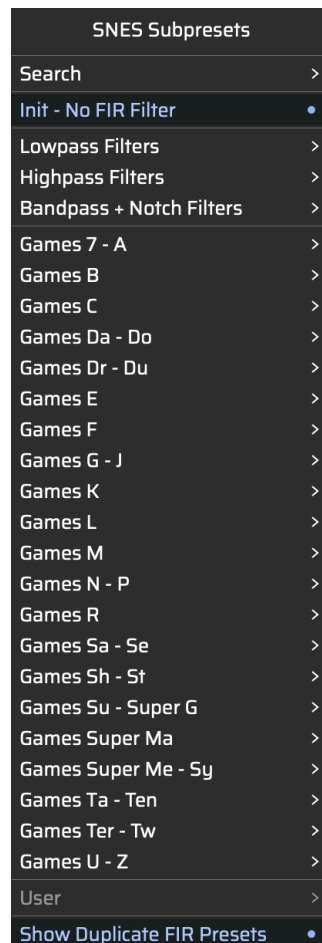 SNES Subpresets
Search
Init - No FIR Filter
Lowpass Filters
Highpass Filters
Bandpass + Notch Filters
Games 7 - A
Games B
Games C
Games Da - Do
Games Dr - Du
Games E
Games F
Games G - J
Games K
Games L
Games M
Games N - P
Games R
Games Sa - Se
Games Sh - St
Games Su - Super G
Games Super Ma
Games Super Me - Sy
Games Ta - Ten
Games Ter - Tw
Games U - Z
User
Show Duplicate FIR Presets